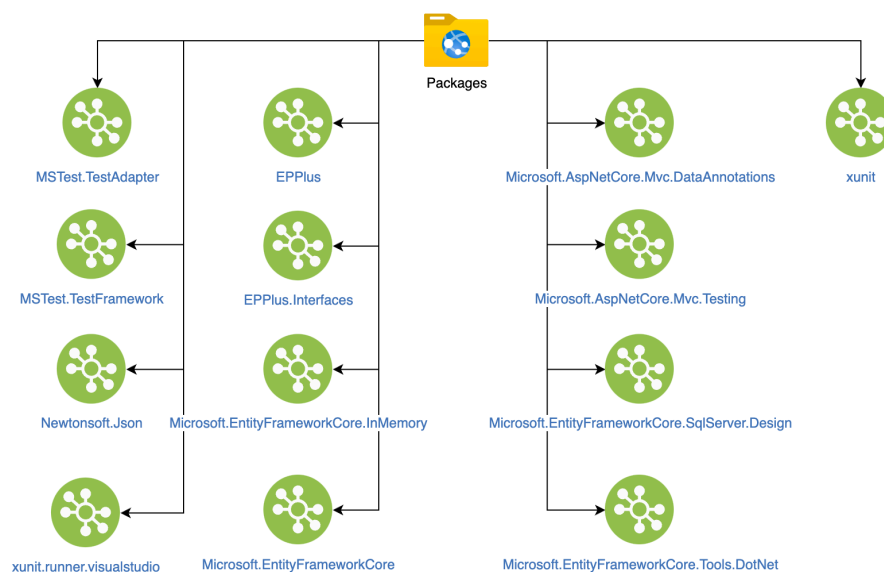 Packages
MSTest.TestAdapter
EPPlus
Microsoft.AspNetCore.Mvc.DataAnnotations
xunit
MSTest.TestFramework
EPPlus.Interfaces
Microsoft.AspNetCore.Mvc.Testing
Newtonsoft.Json
Microsoft.EntityFrameworkCore.InMemory
Microsoft.EntityFrameworkCore.SqlServer.Design
xunit.runner.visualstudio
Microsoft.EntityFrameworkCore
Microsoft.EntityFrameworkCore.Tools.DotNet